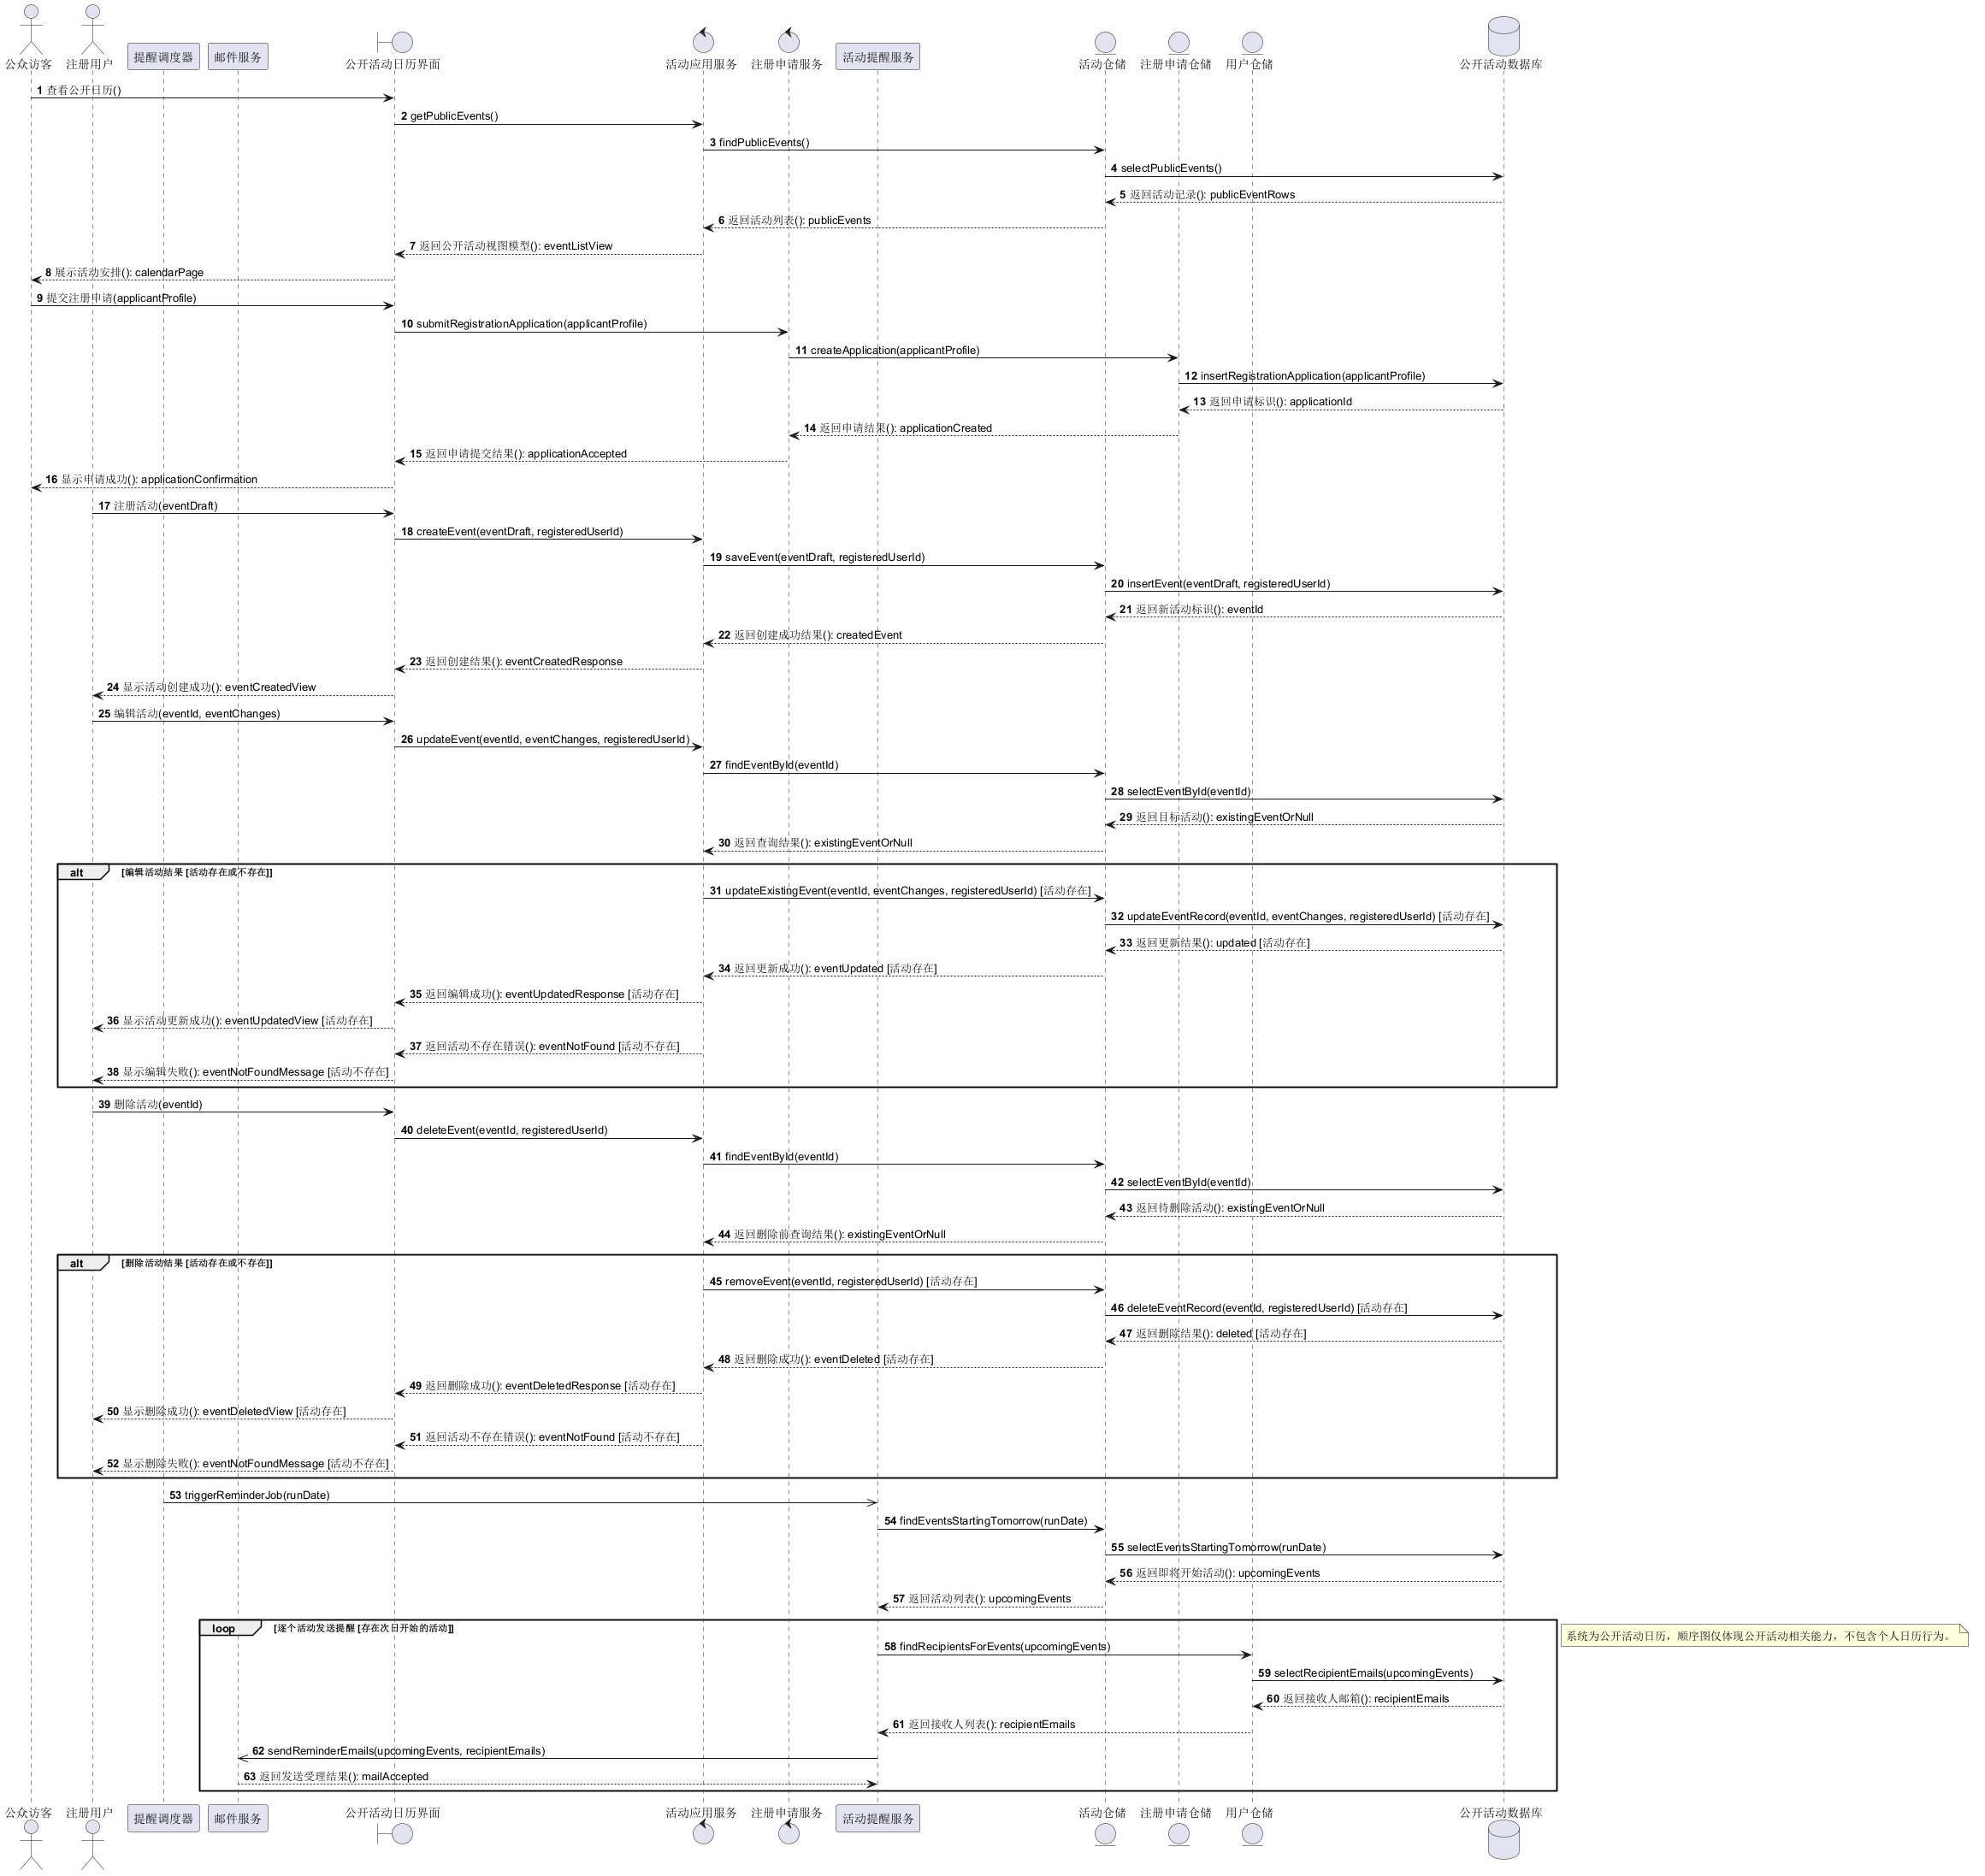 公众访客
注册用户
提醒调度器
邮件服务
公开活动日历界面
活动应用服务
注册申请服务
活动提醒服务
活动仓储
注册申请仓储
用户仓储
公开活动数据库
1 查看公开日历()
2 getPublicEvents()
3 findPublicEvents()
4 selectPublicEvents()
5 返回活动记录(): publicEventRows
6 返回活动列表(): publicEvents
7 返回公开活动视图模型(): eventListView
8 展示活动安排(): calendarPage
9 提交注册申请(applicantProfile)
10 submitRegistrationApplication(applicantProfile)
11 createApplication(applicantProfile)
12 insertRegistrationApplication(applicantProfile)
13 返回申请标识(): applicationId
14 返回申请结果(): applicationCreated
15 返回申请提交结果(): applicationAccepted
16 显示申请成功(): applicationConfirmation
17 注册活动(eventDraft)
18 createEvent(eventDraft, registeredUserId)
19 saveEvent(eventDraft, registeredUserId)
20 insertEvent(eventDraft, registeredUserId)
21 返回新活动标识(): eventId
22 返回创建成功结果(): createdEvent
23 返回创建结果(): eventCreatedResponse
24 显示活动创建成功(): eventCreatedView
25 编辑活动(eventId, eventChanges)
26 updateEvent(eventId, eventChanges, registeredUserId)
27 findEventById(eventId)
28 selectEventById(eventId)
29 返回目标活动(): existingEventOrNull
30 返回查询结果(): existingEventOrNull
alt [编辑活动结果 [活动存在或不存在]]
31 updateExistingEvent(eventId, eventChanges, registeredUserId) [活动存在]
32 updateEventRecord(eventId, eventChanges, registeredUserId) [活动存在]
33 返回更新结果(): updated [活动存在]
34 返回更新成功(): eventUpdated [活动存在]
35 返回编辑成功(): eventUpdatedResponse [活动存在]
36 显示活动更新成功(): eventUpdatedView [活动存在]
37 返回活动不存在错误(): eventNotFound [活动不存在]
38 显示编辑失败(): eventNotFoundMessage [活动不存在]
39 删除活动(eventId)
40 deleteEvent(eventId, registeredUserId)
41 findEventById(eventId)
42 selectEventById(eventId)
43 返回待删除活动(): existingEventOrNull
44 返回删除前查询结果(): existingEventOrNull
alt [删除活动结果 [活动存在或不存在]]
45 removeEvent(eventId, registeredUserId) [活动存在]
46 deleteEventRecord(eventId, registeredUserId) [活动存在]
47 返回删除结果(): deleted [活动存在]
48 返回删除成功(): eventDeleted [活动存在]
49 返回删除成功(): eventDeletedResponse [活动存在]
50 显示删除成功(): eventDeletedView [活动存在]
51 返回活动不存在错误(): eventNotFound [活动不存在]
52 显示删除失败(): eventNotFoundMessage [活动不存在]
53 triggerReminderJob(runDate)
54 findEventsStartingTomorrow(runDate)
55 selectEventsStartingTomorrow(runDate)
56 返回即将开始活动(): upcomingEvents
57 返回活动列表(): upcomingEvents
loop [逐个活动发送提醒 [存在次日开始的活动]]
系统为公开活动日历，顺序图仅体现公开活动相关能力，不包含个人日历行为。
58 findRecipientsForEvents(upcomingEvents)
59 selectRecipientEmails(upcomingEvents)
60 返回接收人邮箱(): recipientEmails
61 返回接收人列表(): recipientEmails
62 sendReminderEmails(upcomingEvents, recipientEmails)
63 返回发送受理结果(): mailAccepted
公众访客
注册用户
提醒调度器
邮件服务
公开活动日历界面
活动应用服务
注册申请服务
活动提醒服务
活动仓储
注册申请仓储
用户仓储
公开活动数据库